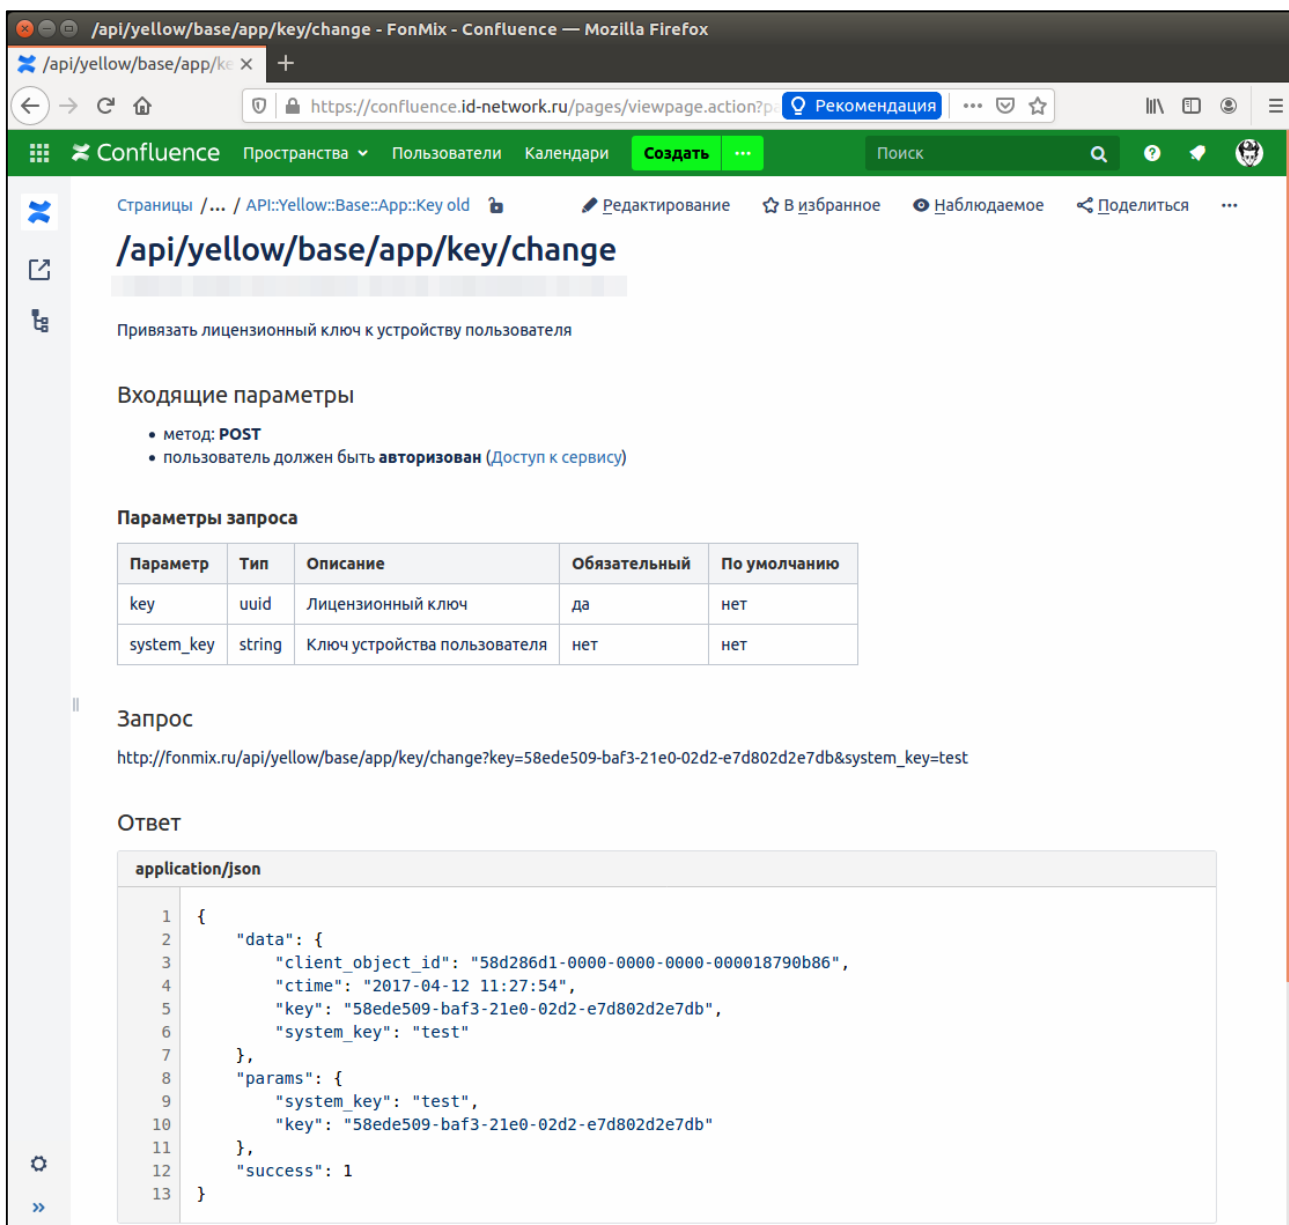 /api/yellow/base/app/key/change - FonMix - Confluence — Mozilla Firefox
/api/yellow/base/app/ke
https://confluence.id-network.ru/pages/viewpage.action?p Рекомендация
Confluence Пространства Пользователи Календари Создать ... Поиск
Страницы /... / API::Yellow::Base::App::Key old Редактирование В избранное Наблюдаемое Поделиться ...
/api/yellow/base/app/key/change
Привязать лицензионный ключ к устройству пользователя
Входящие параметры
• метод: POST
• пользователь должен быть авторизован (Доступ к сервису)
Параметры запроса
Параметр Тип Описание Обязательный По умолчанию
key uuid Лицензионный ключ да нет
system_key string Ключ устройства пользователя нет нет
Запрос
http://fonmix.ru/api/yellow/base/app/key/change?key=58ede509-baf3-21e0-02d2-e7d802d2e7db&system_key=test
Ответ
application/json
1 {
2 "data": {
3 "client_object_id": "58d286d1-0000-0000-0000-000018790b86",
4 "ctime": "2017-04-12 11:27:54",
5 "key": "58ede509-baf3-21e0-02d2-e7d802d2e7db",
6 "system_key": "test"
7 },
8 "params": {
9 "system_key": "test",
10 "key": "58ede509-baf3-21e0-02d2-e7d802d2e7db"
11 },
12 "success": 1
13 }